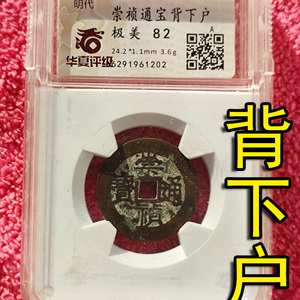 明代
崇祯通宝背下户
极美 82
A
24.2*1.1mm 3.6g
6291961202
华夏评级
崇
寶 通
祯
背下户